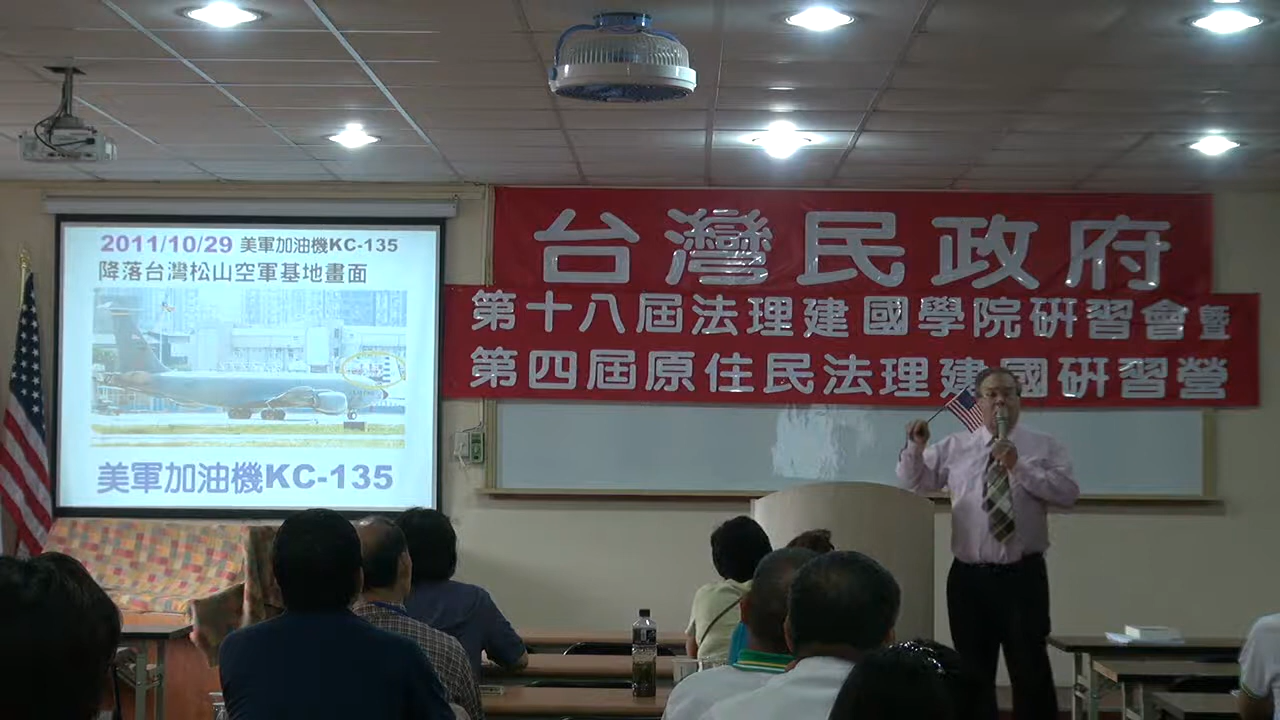 2011/10/29 美軍加油機KC-135
降落台灣松山空軍基地畫面
美軍加油機KC-135
台灣民政府
第十八屆法理建國學院研習會暨
第四屆原住民法理建國研習營